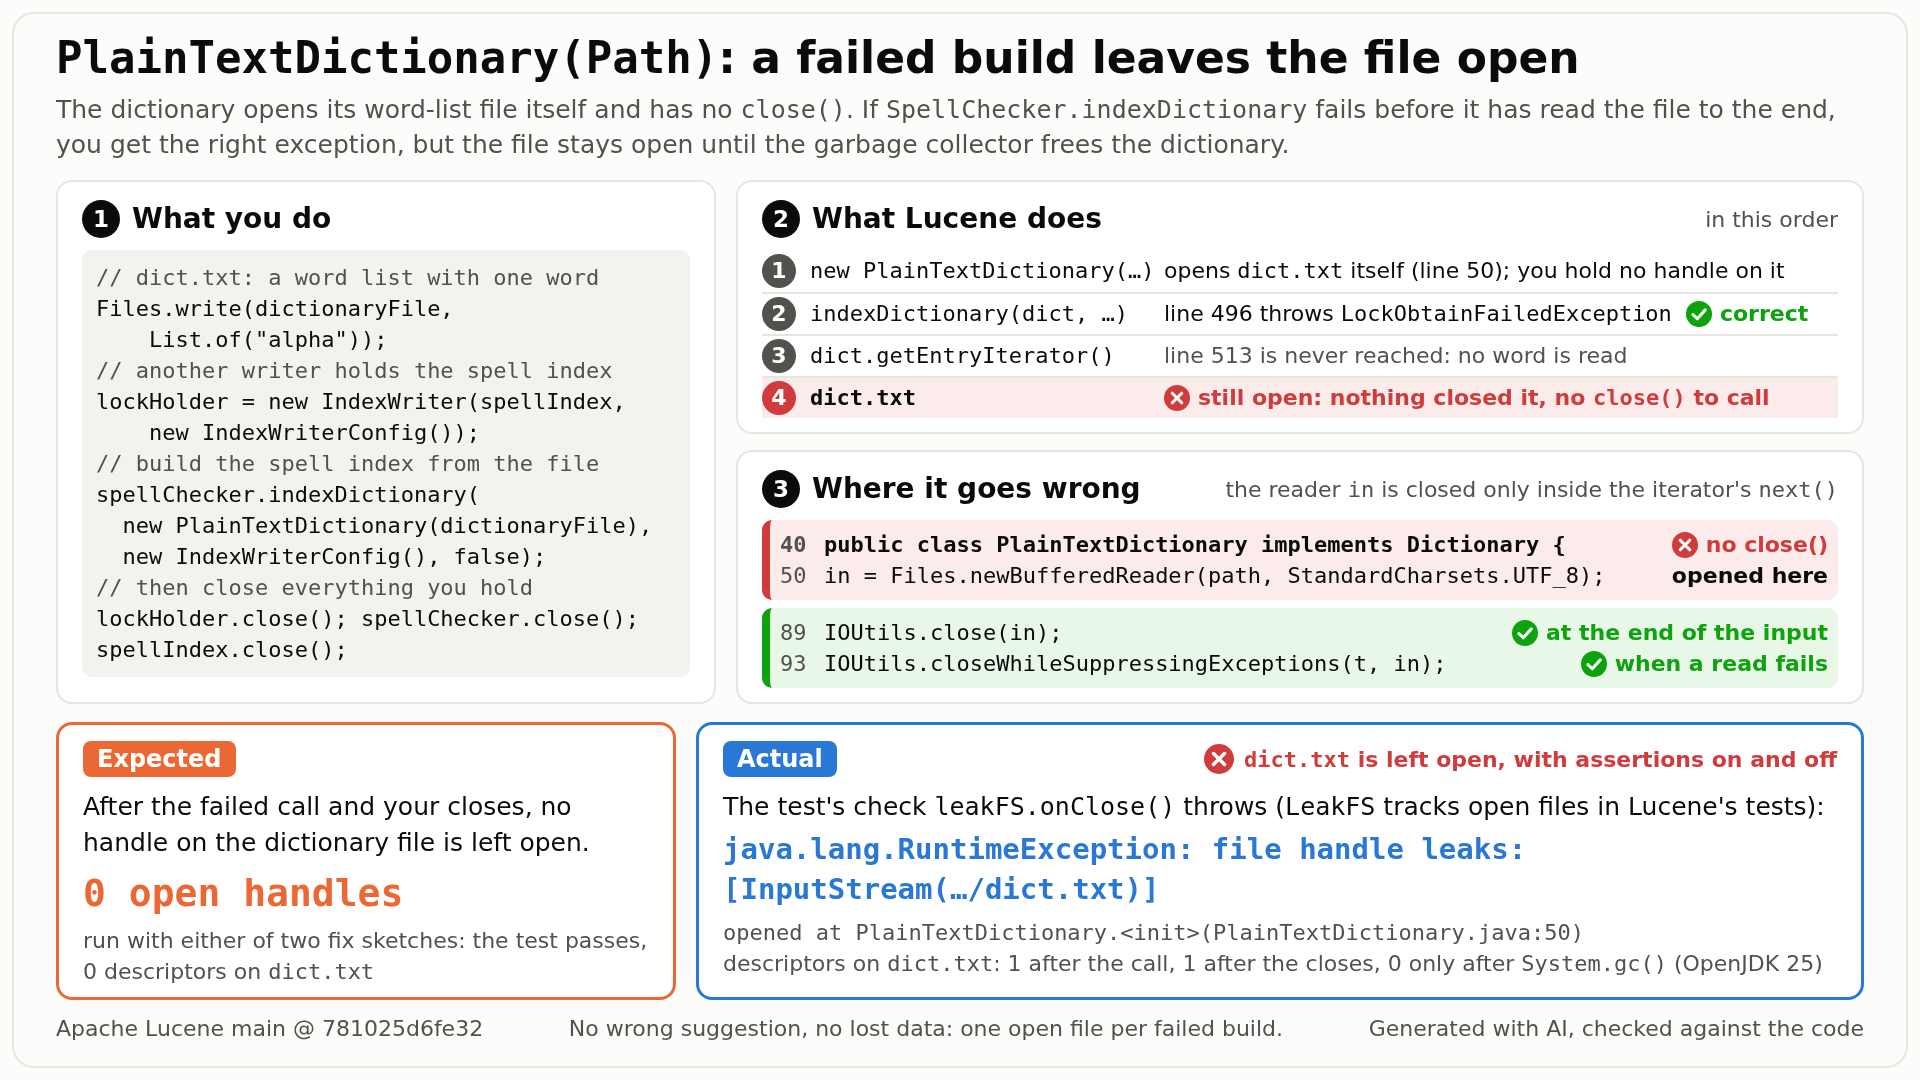 PlainTextDictionary(Path): a failed build leaves the file open
The dictionary opens its word-list file itself and has no close(). If SpellChecker.indexDictionary fails before it has read the file to the end,
you get the right exception, but the file stays open until the garbage collector frees the dictionary.
1 What you do
// dict.txt: a word list with one word
Files.write(dictionaryFile,
    List.of("alpha"));
// another writer holds the spell index
lockHolder = new IndexWriter(spellIndex,
    new IndexWriterConfig());
// build the spell index from the file
spellChecker.indexDictionary(
  new PlainTextDictionary(dictionaryFile),
  new IndexWriterConfig(), false);
// then close everything you hold
lockHolder.close(); spellChecker.close();
spellIndex.close();
2 What Lucene does in this order
1 new PlainTextDictionary(…) opens dict.txt itself (line 50); you hold no handle on it
2 indexDictionary(dict, …) line 496 throws LockObtainFailedException correct
3 dict.getEntryIterator() line 513 is never reached: no word is read
4 dict.txt still open: nothing closed it, no close() to call
3 Where it goes wrong the reader in is closed only inside the iterator's next()
40 public class PlainTextDictionary implements Dictionary { no close()
50 in = Files.newBufferedReader(path, StandardCharsets.UTF_8); opened here
89 IOUtils.close(in); at the end of the input
93 IOUtils.closeWhileSuppressingExceptions(t, in); when a read fails
Expected
After the failed call and your closes, no
handle on the dictionary file is left open.
0 open handles
run with either of two fix sketches: the test passes,
0 descriptors on dict.txt
Actual dict.txt is left open, with assertions on and off
The test's check leakFS.onClose() throws (LeakFS tracks open files in Lucene's tests):
java.lang.RuntimeException: file handle leaks:
[InputStream(…/dict.txt)]
opened at PlainTextDictionary.<init>(PlainTextDictionary.java:50)
descriptors on dict.txt: 1 after the call, 1 after the closes, 0 only after System.gc() (OpenJDK 25)
Apache Lucene main @ 781025d6fe32 No wrong suggestion, no lost data: one open file per failed build. Generated with AI, checked against the code